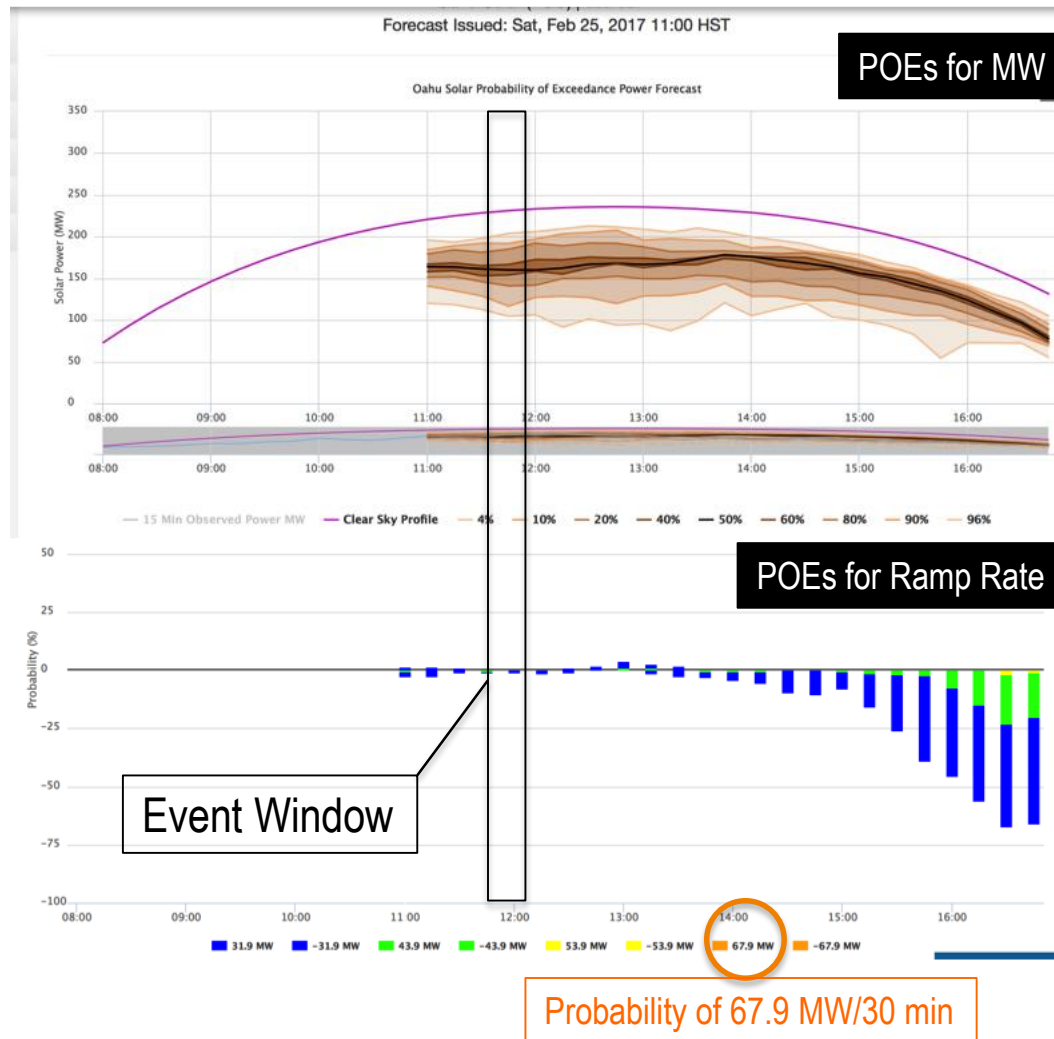 Forecast Issued: Sat, Feb 25, 2017 11:00 HST
POEs for MW
Oahu Solar Probability of Exceedance Power Forecast
350
300
250
200
150
100
50
0
Solar Power (MW)
08:00 09:00 10:00 11:00 12:00 13:00 14:00 15:00 16:00
08:00 09:00 10:00 11:00 12:00 13:00 14:00 15:00 16:00
15 Min Observed Power MW Clear Sky Profile 4% 10% 20% 40% 50% 60% 80% 90% 96%
POEs for Ramp Rate
50
25
0
-25
-50
-75
-100
Probability (%)
Event Window
08:00 09:00 10:00 11:00 12:00 13:00 14:00 15:00 16:00
31.9 MW -31.9 MW 43.9 MW -43.9 MW 53.9 MW -53.9 MW 67.9 MW -67.9 MW
Probability of 67.9 MW/30 min